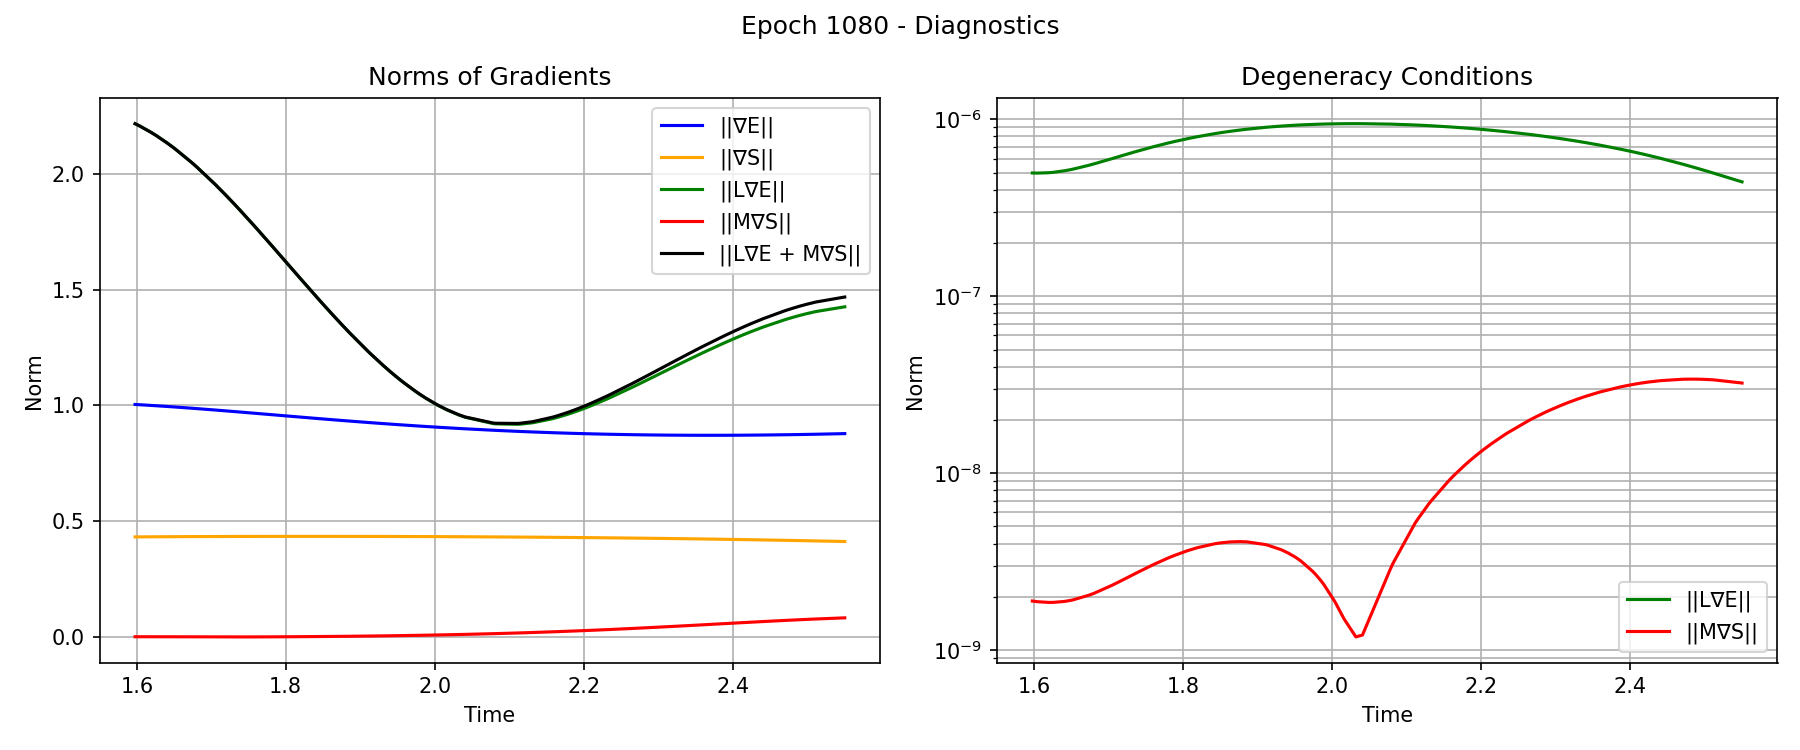 Epoch 1080 - Diagnostics
Norms of Gradients
Norm
2.0
1.5
1.0
0.5
0.0
1.6
1.8
2.0
2.2
2.4
Time
||∇E||
||∇S||
||L∇E||
||M∇S||
||L∇E + M∇S||
Degeneracy Conditions
Norm
10⁻⁶
10⁻⁷
10⁻⁸
10⁻⁹
1.6
1.8
2.0
2.2
2.4
Time
||L∇E||
||M∇S||